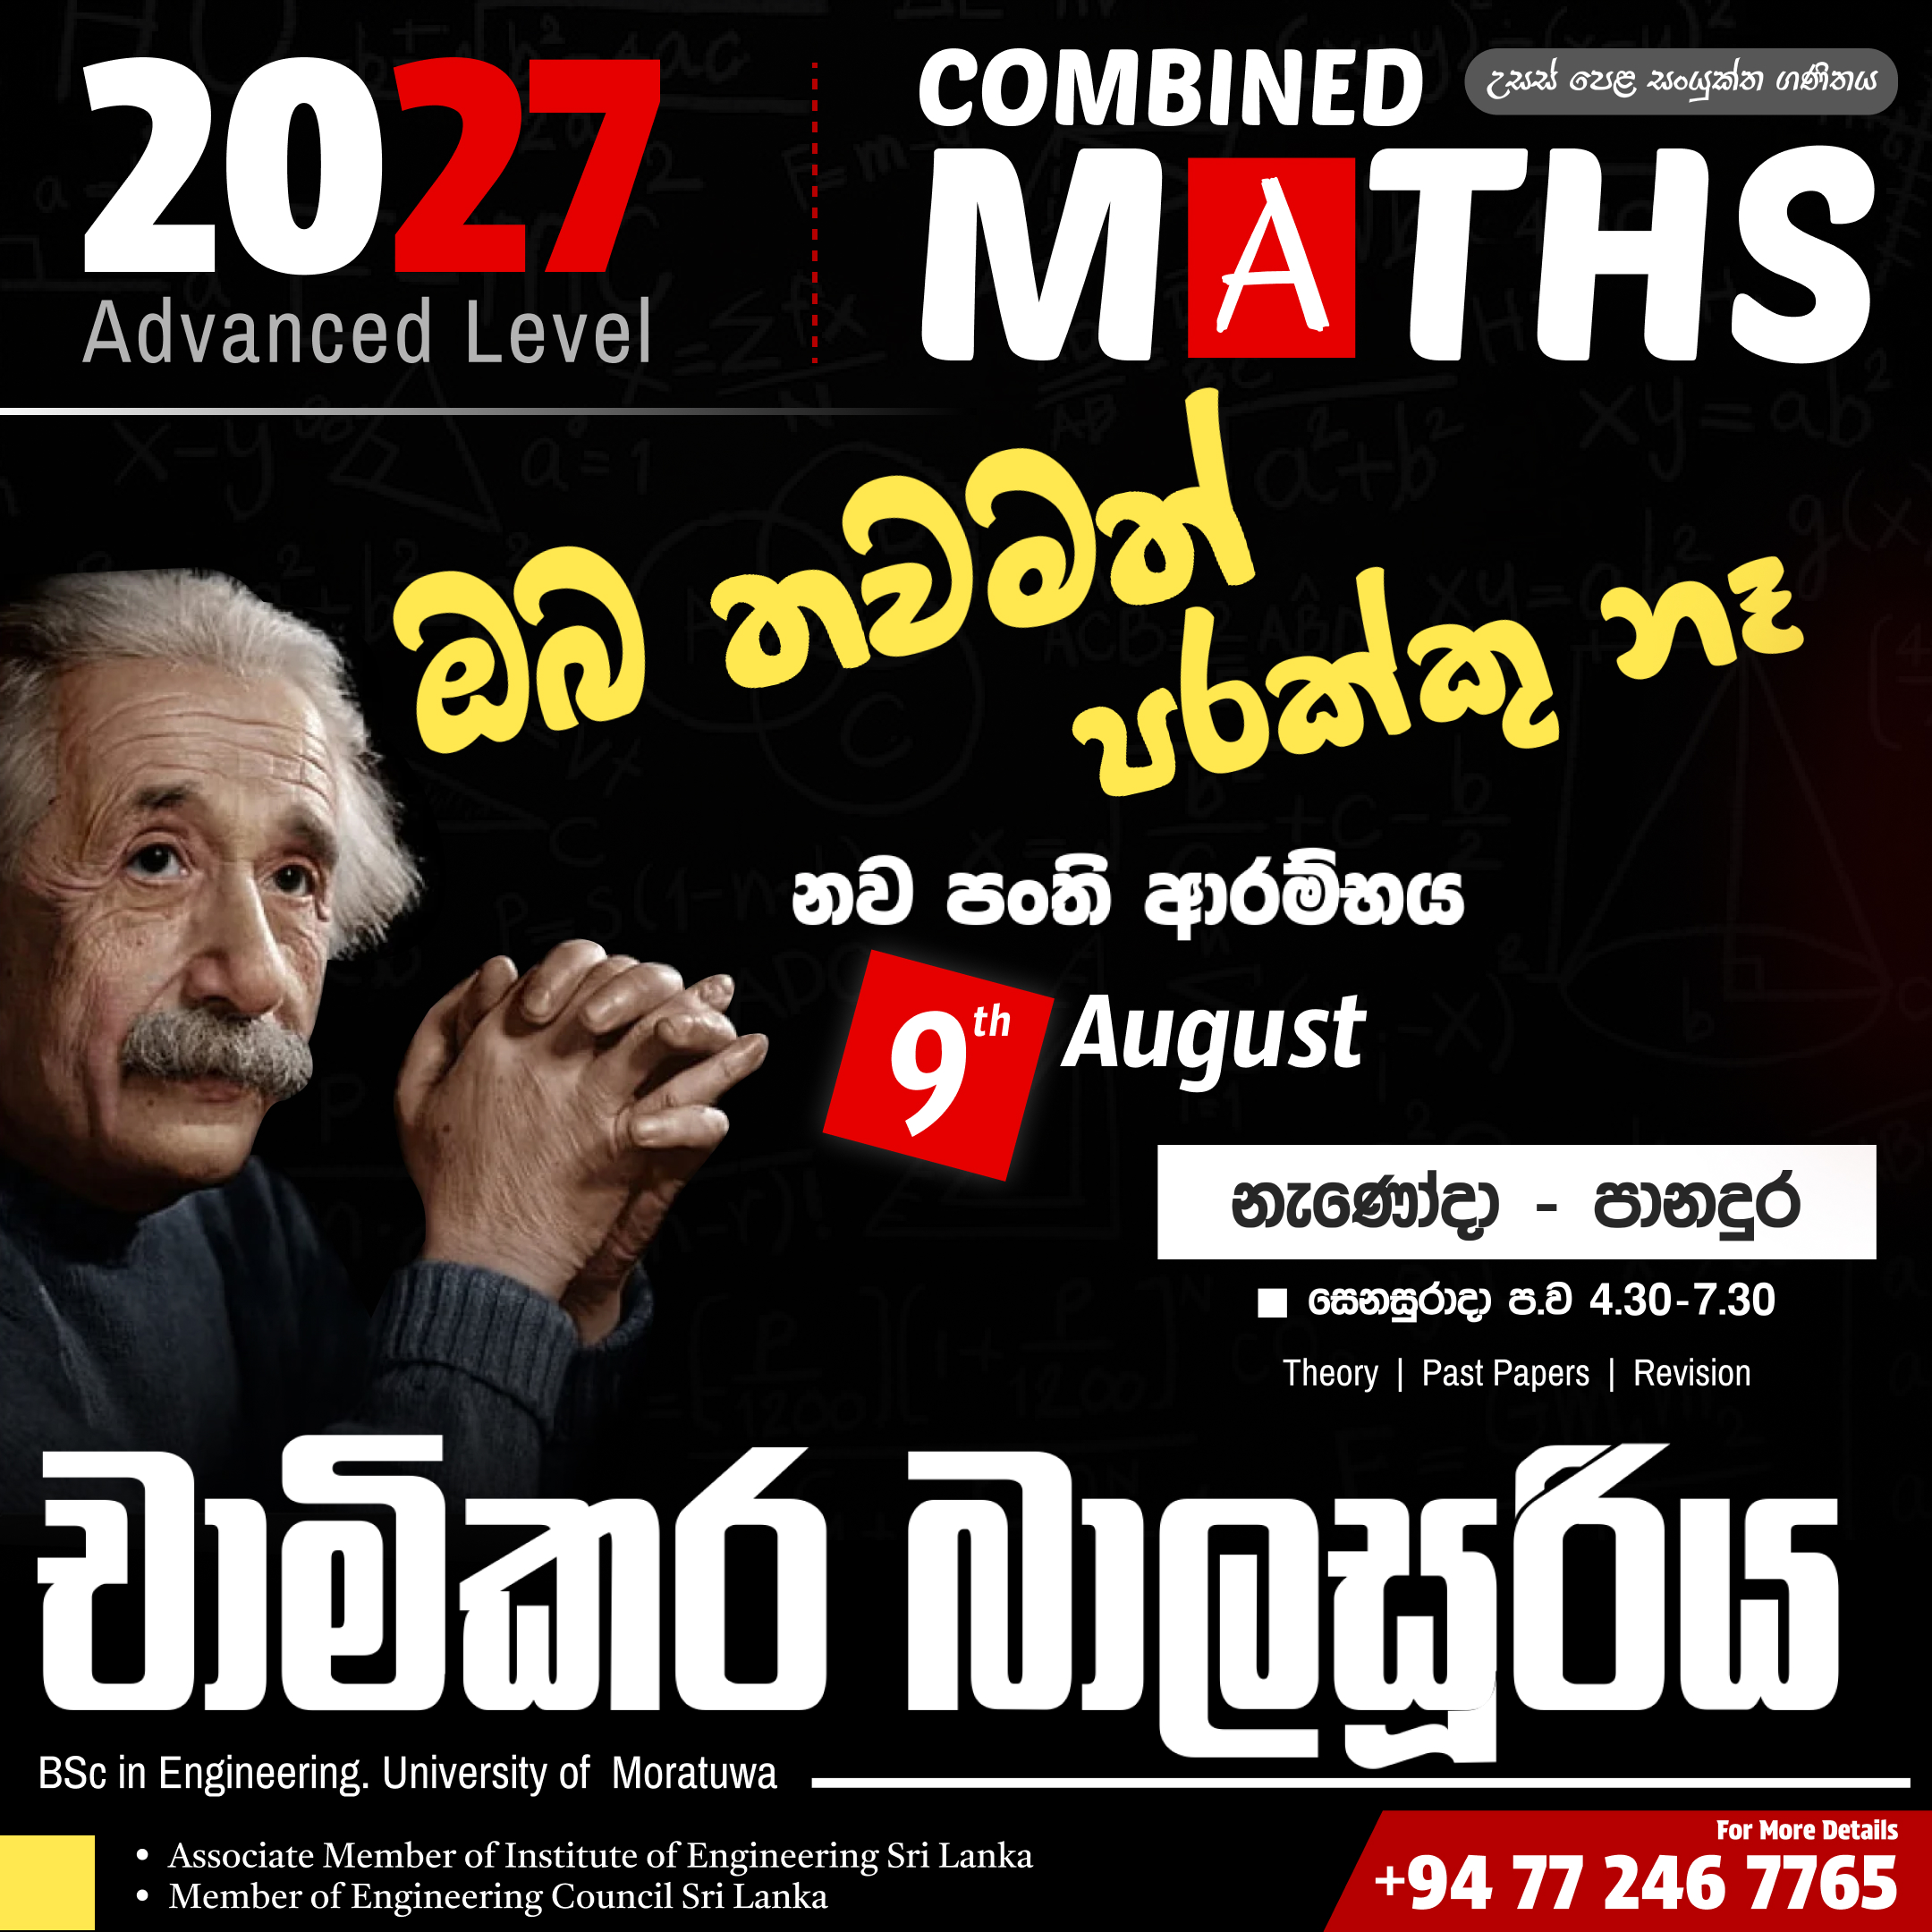 2027
Advanced Level
COMBINED
උසස් පෙළ සංයුක්ත ගණිතය
MATHS
ඔබ තවමත්
පරක්කු නෑ
නව පංති ආරම්භය
9th August
නැණෝදා - පානදුර
සෙනසුරාදා ප.ව 4.30-7.30
Theory | Past Papers | Revision
චාමිකර බාලසූරිය
BSc in Engineering. University of Moratuwa
• Associate Member of Institute of Engineering Sri Lanka
• Member of Engineering Council Sri Lanka
For More Details
+94 77 246 7765